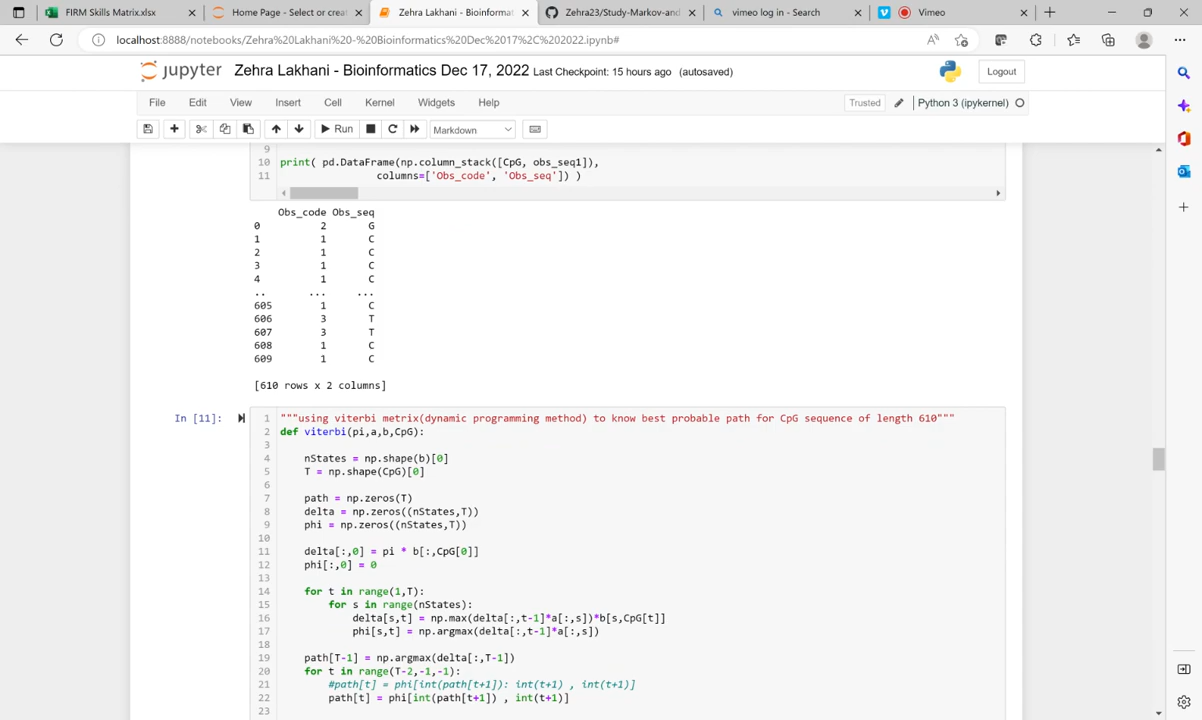 FIRM Skills Matrix.xlsx
Home Page - Select or creat
Zehra Lakhani - Bioinformat
Zehra23/Study-Markov-and
vimeo log in - Search
Vimeo
localhost:8888/notebooks/Zehra%20Lakhani%20-%20Bioinformatics%20Dec%2017%2C%202022.ipynb#
jupyter Zehra Lakhani - Bioinformatics Dec 17, 2022 Last Checkpoint: 15 hours ago (autosaved)
Logout
File Edit View Insert Cell Kernel Widgets Help
Trusted Python 3 (ipykernel)
Run Markdown
9
10 print( pd.DataFrame(np.column_stack([CpG, obs_seq1]),
11 columns=['Obs_code', 'Obs_seq']) )
Obs_code Obs_seq
0 2 G
1 1 C
2 1 C
3 1 C
4 1 C
.. ... ...
605 1 C
606 3 T
607 3 T
608 1 C
609 1 C
[610 rows x 2 columns]
In [11]:
1 """using viterbi metrix(dynamic programming method) to know best probable path for CpG sequence of length 610"""
2 def viterbi(pi,a,b,CpG):
3
4 nStates = np.shape(b)[0]
5 T = np.shape(CpG)[0]
6
7 path = np.zeros(T)
8 delta = np.zeros((nStates,T))
9 phi = np.zeros((nStates,T))
10
11 delta[:,0] = pi * b[:,CpG[0]]
12 phi[:,0] = 0
13
14 for t in range(1,T):
15 for s in range(nStates):
16 delta[s,t] = np.max(delta[:,t-1]*a[:,s])*b[s,CpG[t]]
17 phi[s,t] = np.argmax(delta[:,t-1]*a[:,s])
18
19 path[T-1] = np.argmax(delta[:,T-1])
20 for t in range(T-2,-1,-1):
21 #path[t] = phi[int(path[t+1]): int(t+1) , int(t+1)]
22 path[t] = phi[int(path[t+1]) , int(t+1)]
23